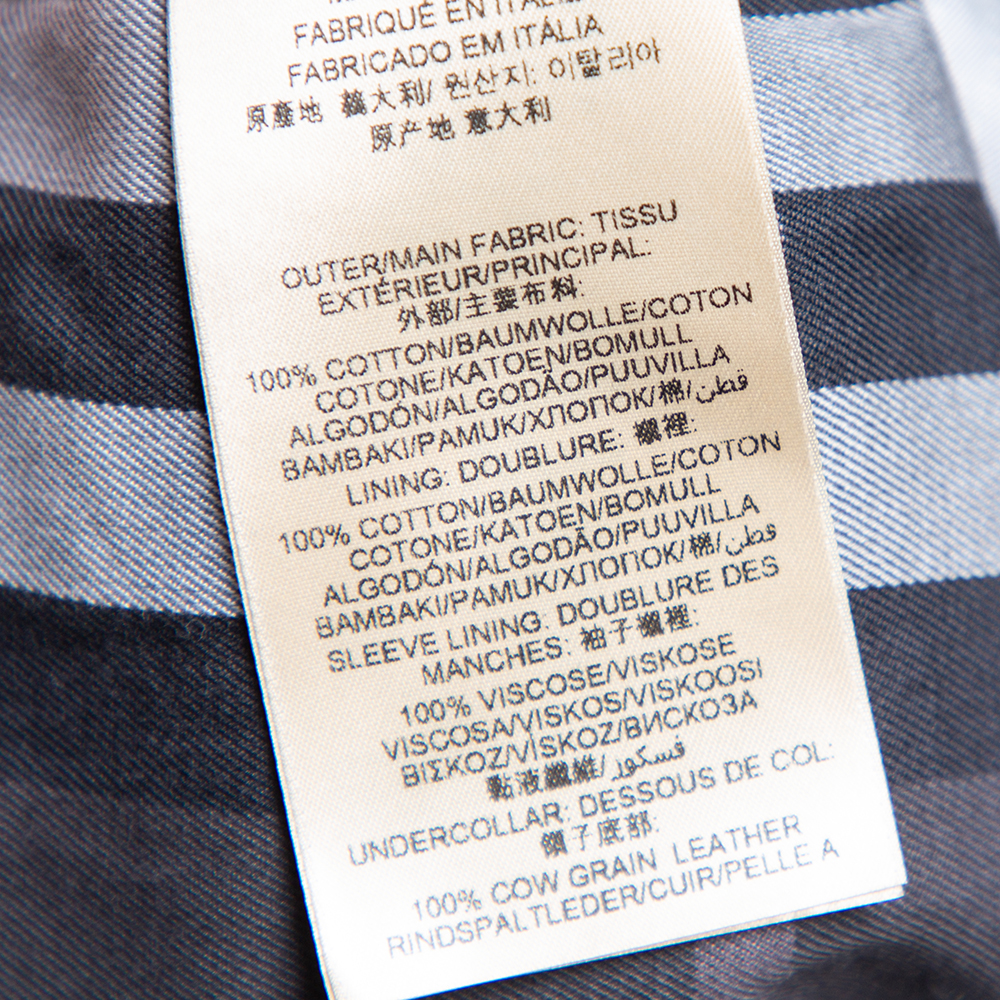 FABRIQUÉ EN ITALIE
FABRICADO EM ITÁLIA
原產地 義大利/ 원산지: 이탈리아
原产地 意大利
OUTER/MAIN FABRIC: TISSU
EXTÉRIEUR/PRINCIPAL:
外部/主要布料:
100% COTTON/BAUMWOLLE/COTON
COTONE/KATOEN/BOMULL
ALGODÓN/ALGODÃO/PUUVILLA
BAMBAKI/PAMUK/ХЛОПОК/棉/قطن
LINING: DOUBLURE: 襯裡:
100% COTTON/BAUMWOLLE/COTON
COTONE/KATOEN/BOMULL
ALGODÓN/ALGODÃO/PUUVILLA
BAMBAKI/PAMUK/ХЛОПОК/棉/قطن
SLEEVE LINING: DOUBLURE DES
MANCHES: 袖子襯裡:
100% VISCOSE/VISKOSE
VISCOSA/VISKOS/VISKOOSI
ΒΙΣΚΟΖ/VİSKOZ/ВИСКОЗА
黏液纖維/فسكوز
UNDERCOLLAR: DESSOUS DE COL:
領子底部:
100% COW GRAIN LEATHER
RINDSPALTLEDER/CUIR/PELLE A